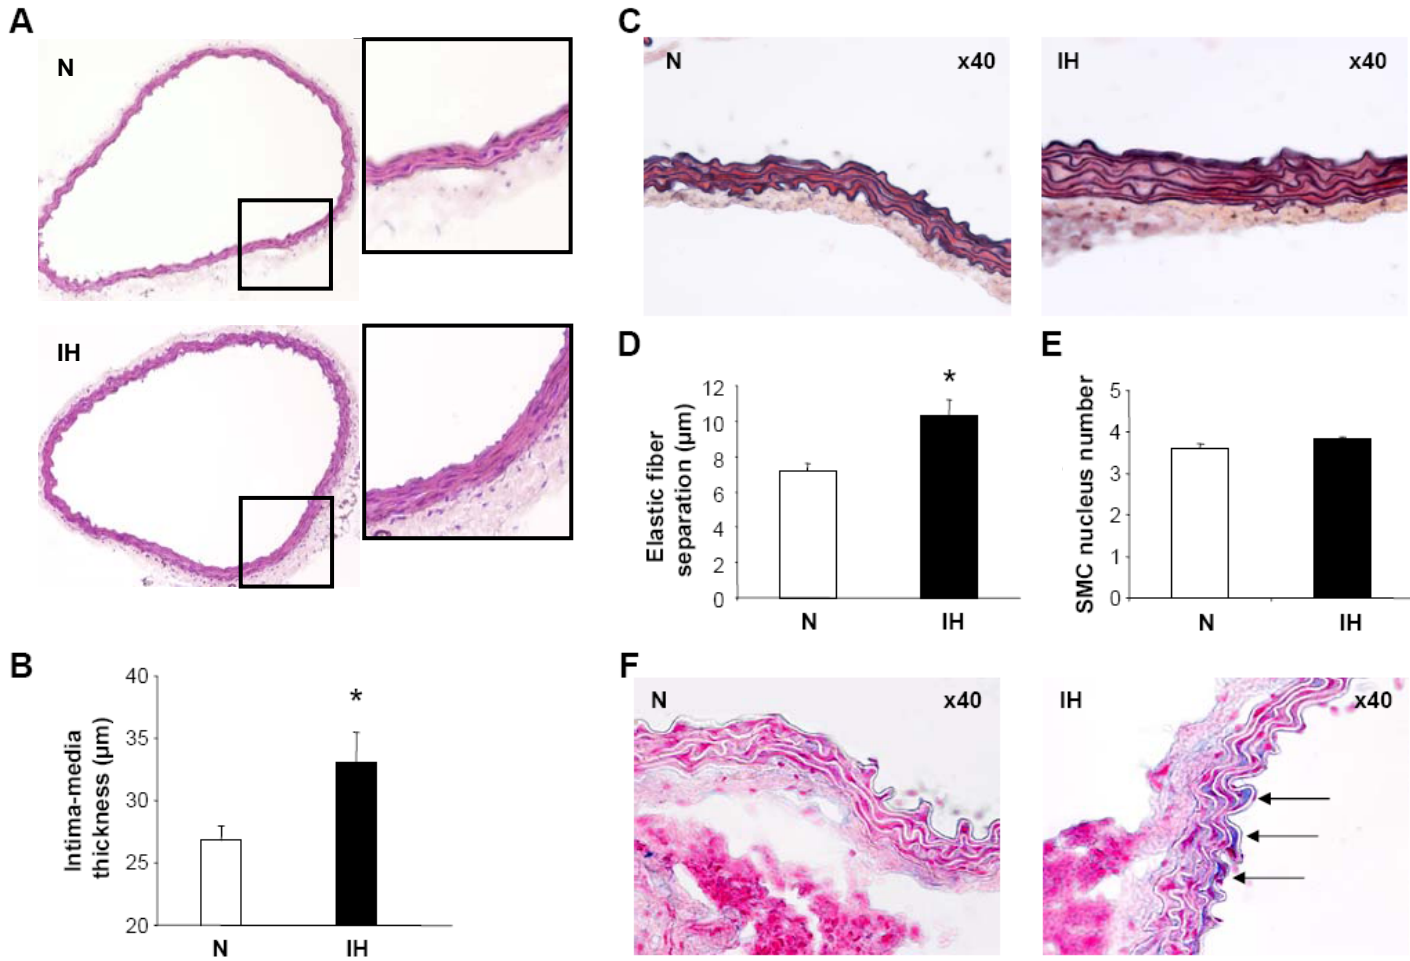 A
N
IH
B
40
35
30
25
20
Intima-media
thickness (µm)
*
N
IH
C
N
x40
IH
x40
D
12
10
8
6
4
2
0
Elastic fiber
separation (µm)
*
N
IH
E
5
4
3
2
1
0
SMC nucleus number
N
IH
F
N
x40
IH
x40